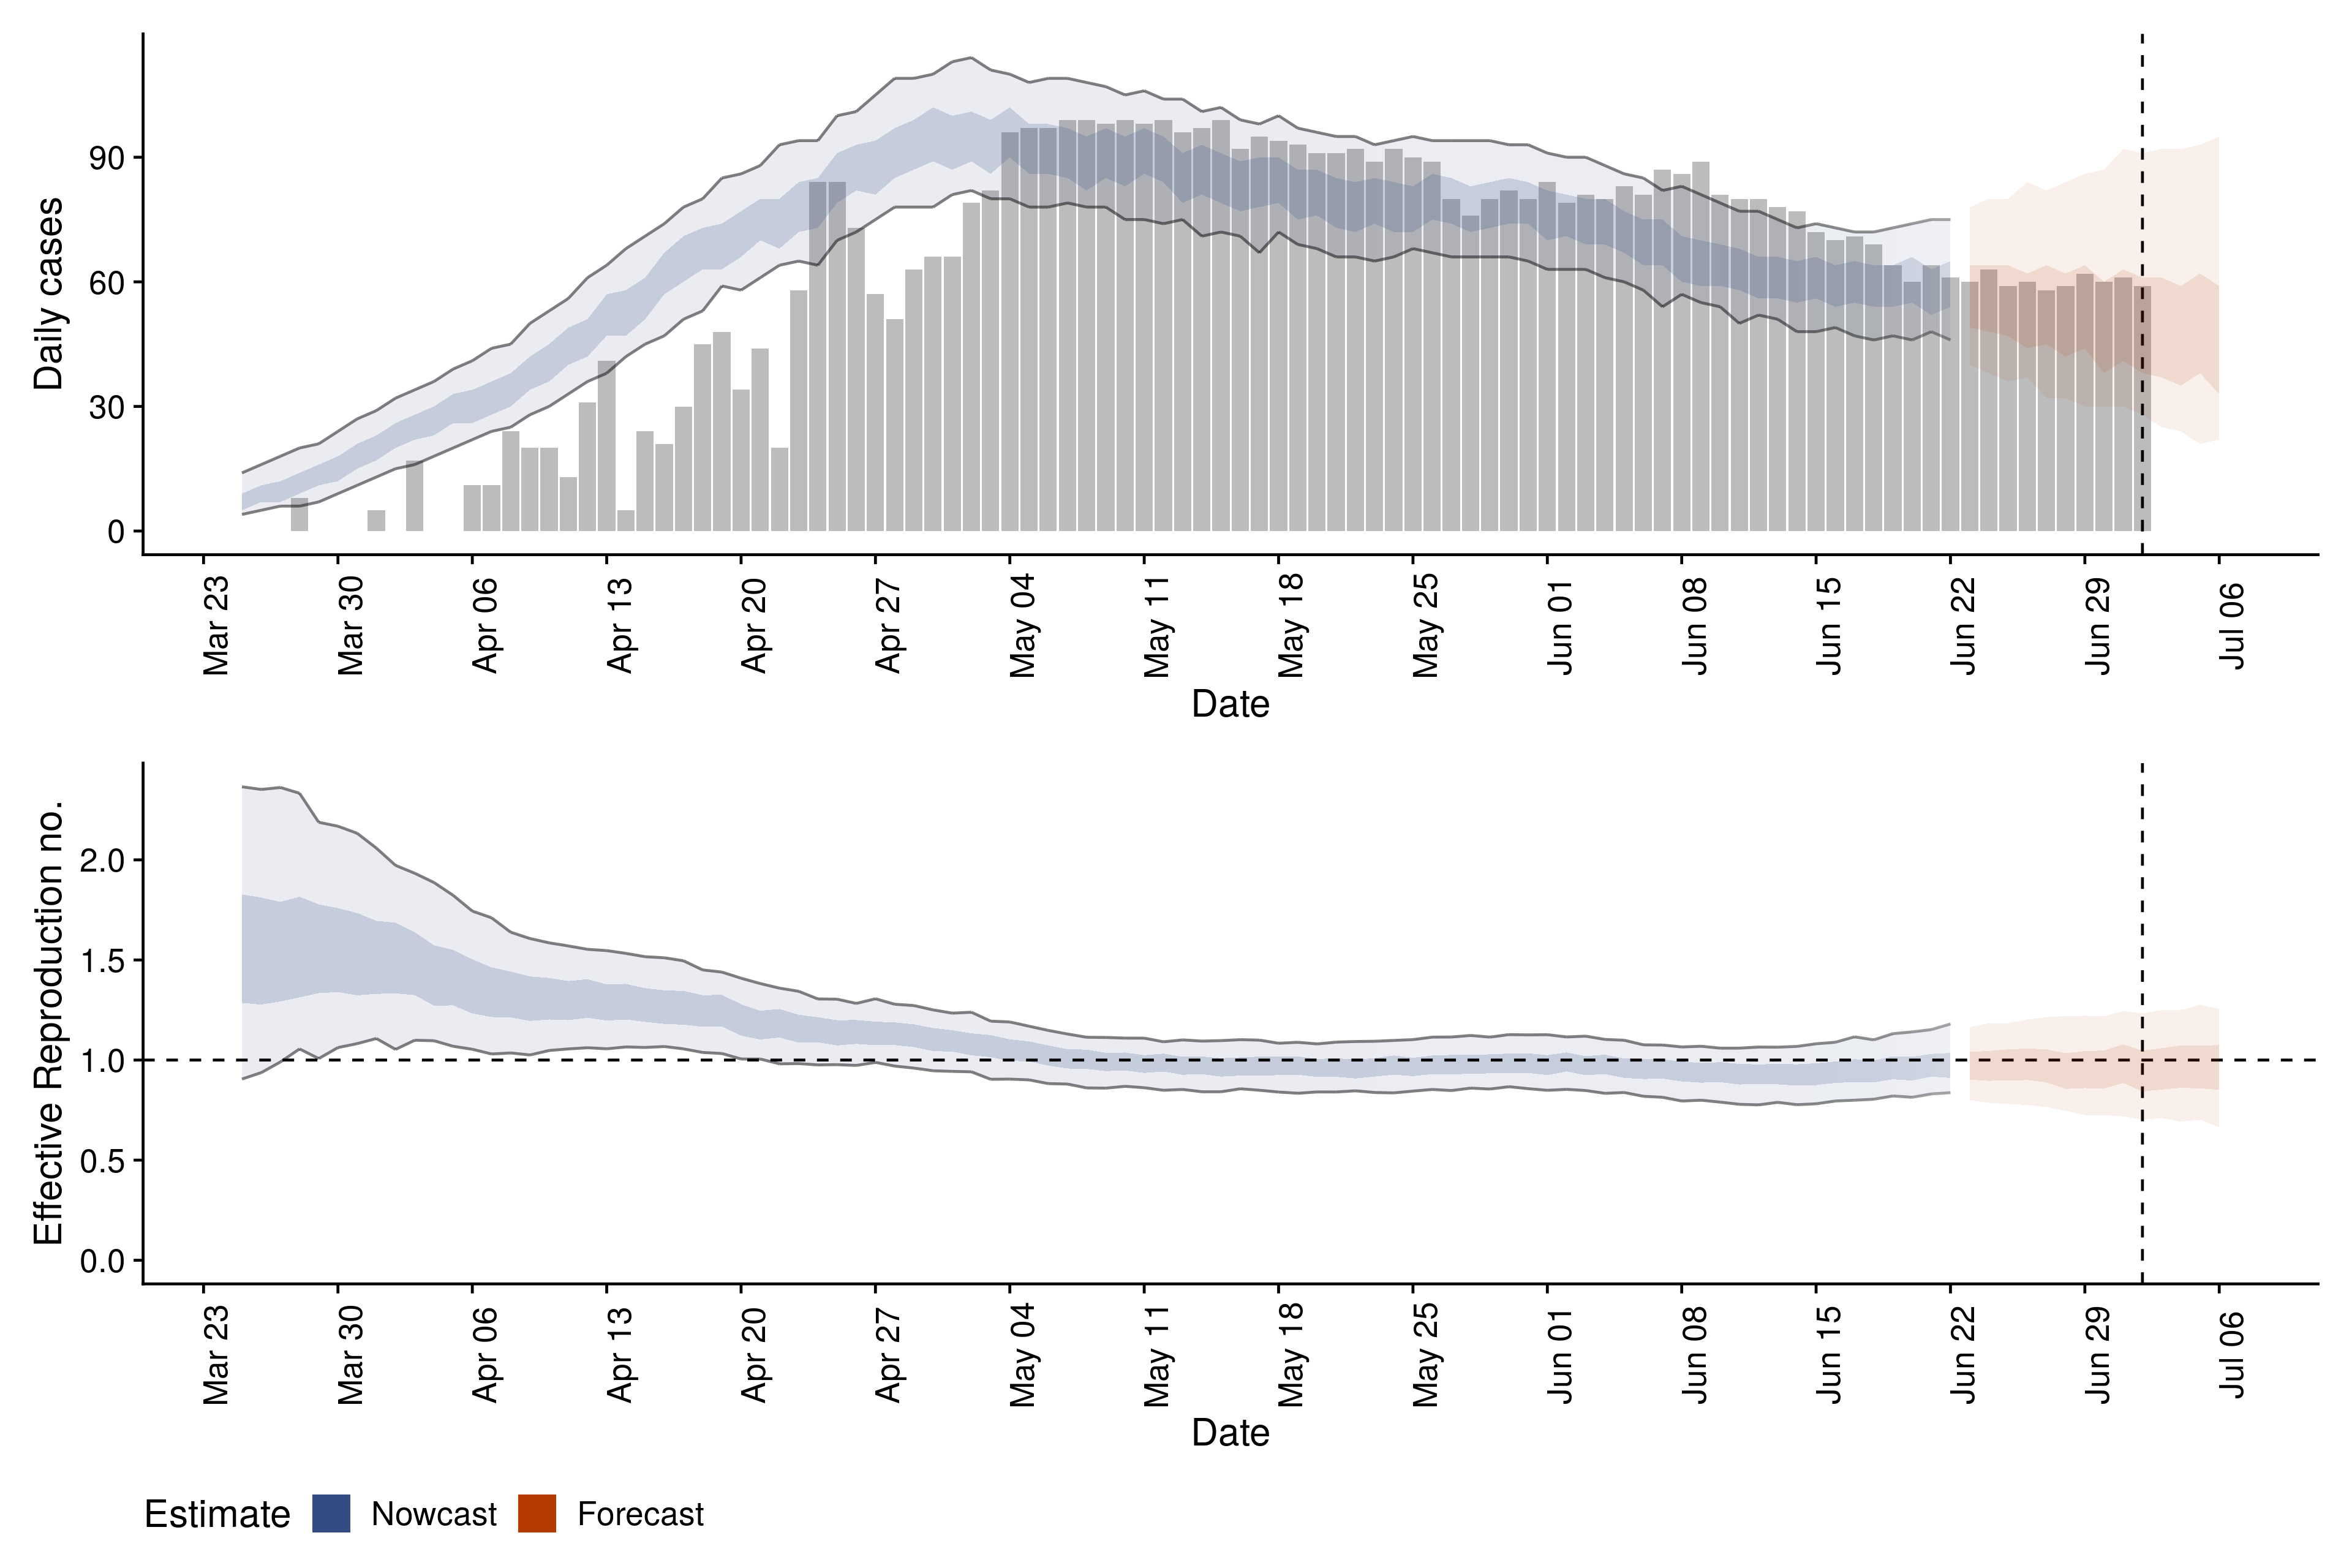 Daily cases
90
60
30
0
Mar 23
Mar 30
Apr 06
Apr 13
Apr 20
Apr 27
May 04
May 11
May 18
May 25
Jun 01
Jun 08
Jun 15
Jun 22
Jun 29
Jul 06
Date
Effective Reproduction no.
2.0
1.5
1.0
0.5
0.0
Mar 23
Mar 30
Apr 06
Apr 13
Apr 20
Apr 27
May 04
May 11
May 18
May 25
Jun 01
Jun 08
Jun 15
Jun 22
Jun 29
Jul 06
Date
Estimate Nowcast Forecast